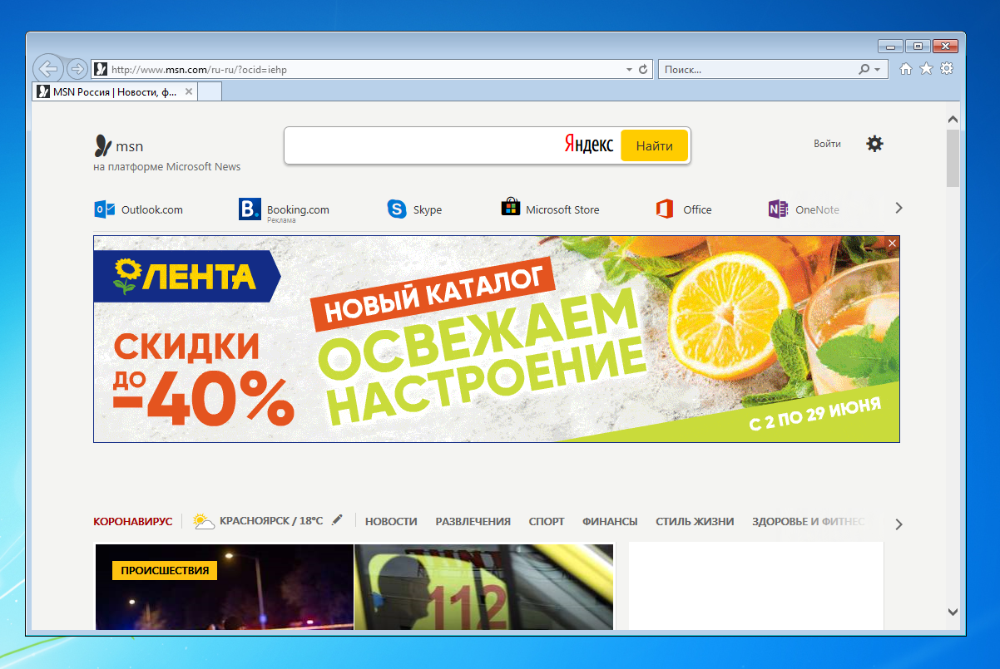 http://www.msn.com/ru-ru/?ocid=iehp
Поиск...
MSN Россия | Новости, ф...
msn
на платформе Microsoft News
Яндекс
Найти
Войти
Outlook.com
Booking.com
Реклама
Skype
Microsoft Store
Office
OneNote
ЛЕНТА
НОВЫЙ КАТАЛОГ
ОСВЕЖАЕМ
НАСТРОЕНИЕ
СКИДКИ
ДО
-40%
С 2 ПО 29 ИЮНЯ
КОРОНАВИРУС
КРАСНОЯРСК / 18°C
НОВОСТИ
РАЗВЛЕЧЕНИЯ
СПОРТ
ФИНАНСЫ
СТИЛЬ ЖИЗНИ
ЗДОРОВЬЕ И ФИТНЕС
ПРОИСШЕСТВИЯ
112